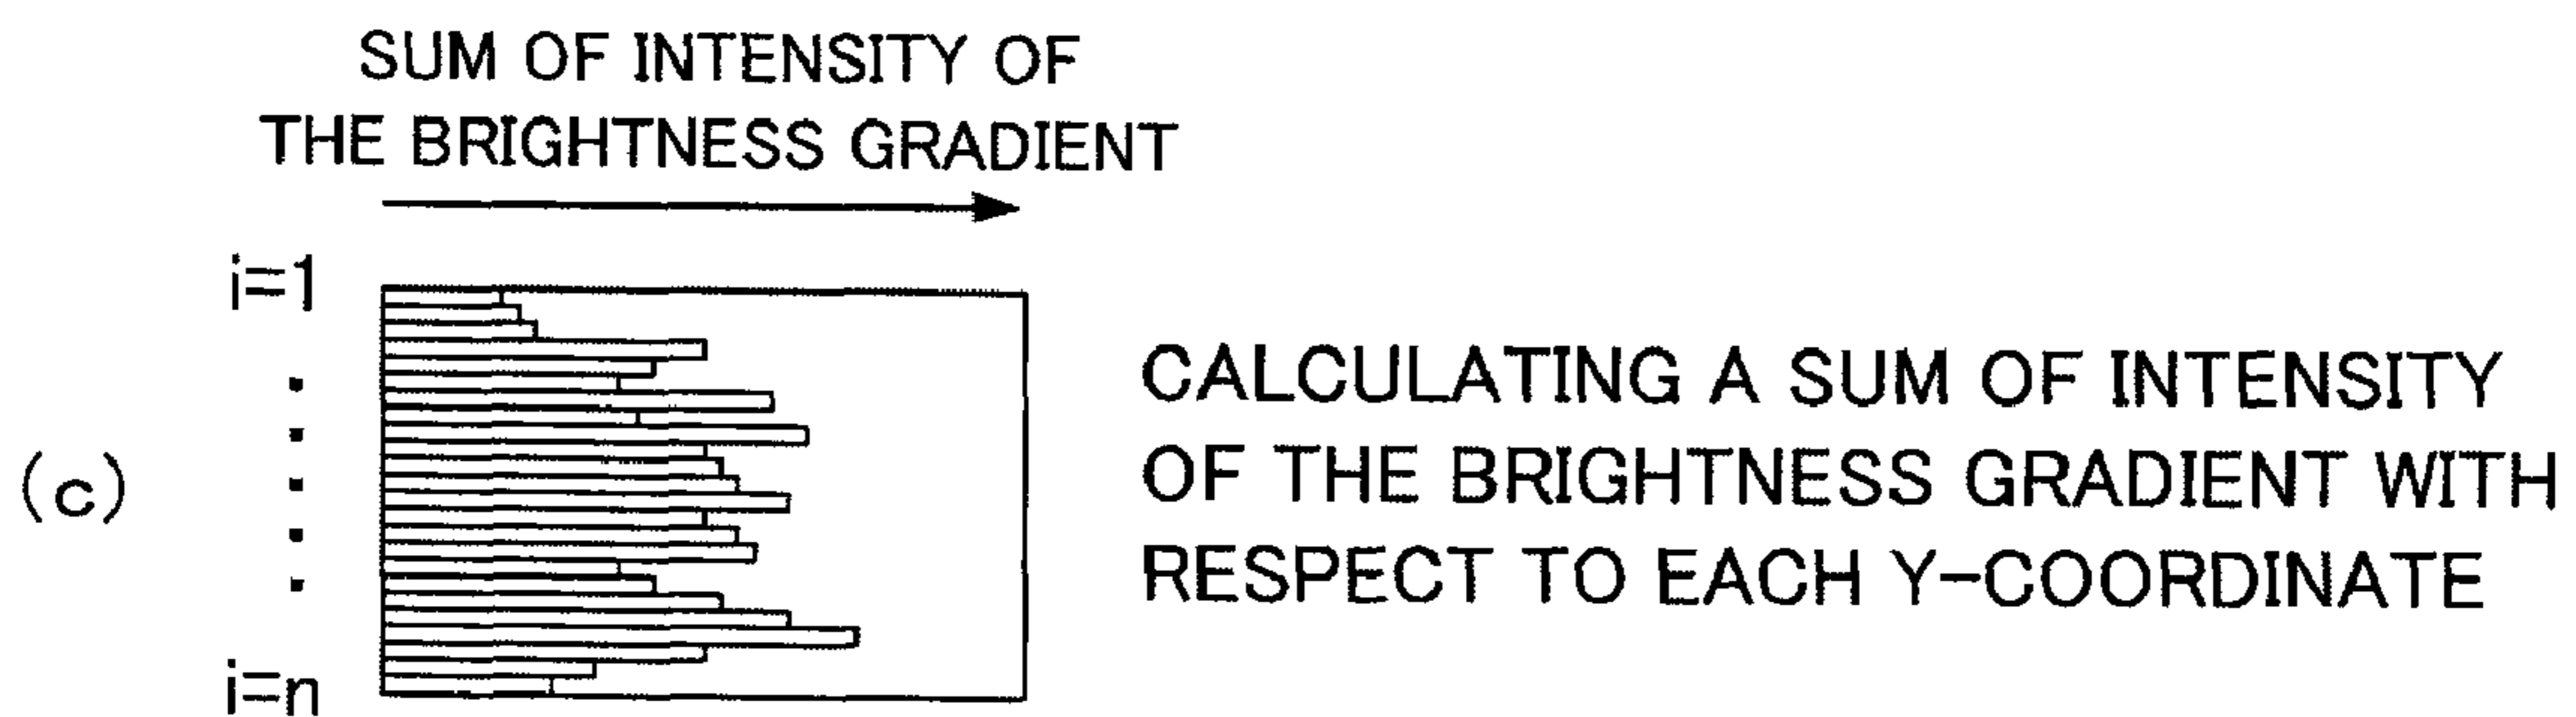 SUM OF INTENSITY OF
THE BRIGHTNESS GRADIENT
i=1
(c)
i=n
CALCULATING A SUM OF INTENSITY
OF THE BRIGHTNESS GRADIENT WITH
RESPECT TO EACH Y-COORDINATE